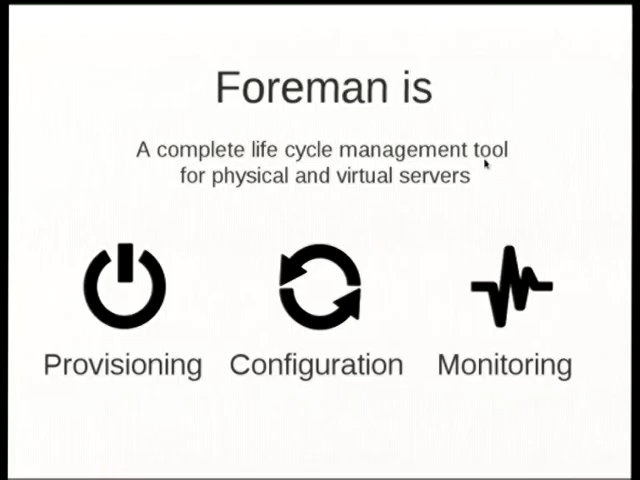 Foreman is
A complete life cycle management tool
for physical and virtual servers
Provisioning Configuration Monitoring